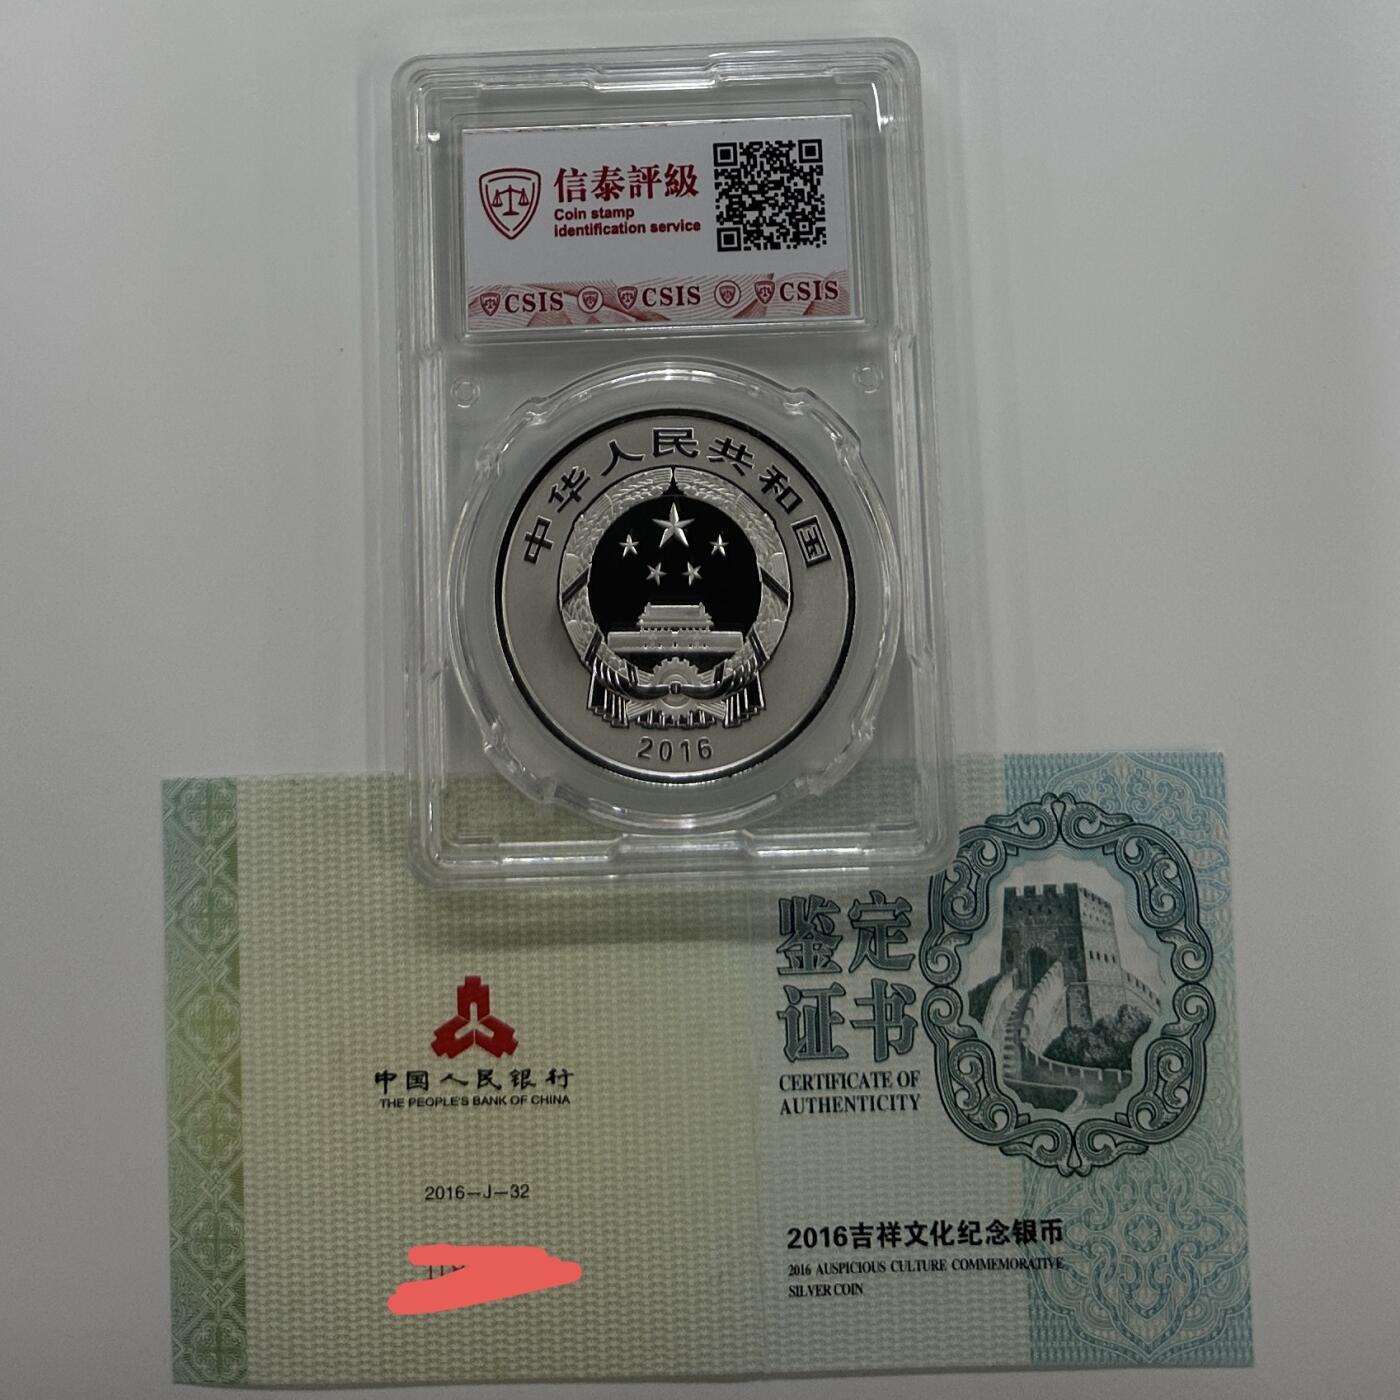 信泰評級
Coin stamp
identification service
CSIS CSIS CSIS
中华人民共和国
2016
中国人民银行
THE PEOPLE'S BANK OF CHINA
2016-J-32
鉴定
证书
CERTIFICATE OF
AUTHENTICITY
2016吉祥文化纪念银币
2016 AUSPICIOUS CULTURE COMMEMORATIVE
SILVER COIN